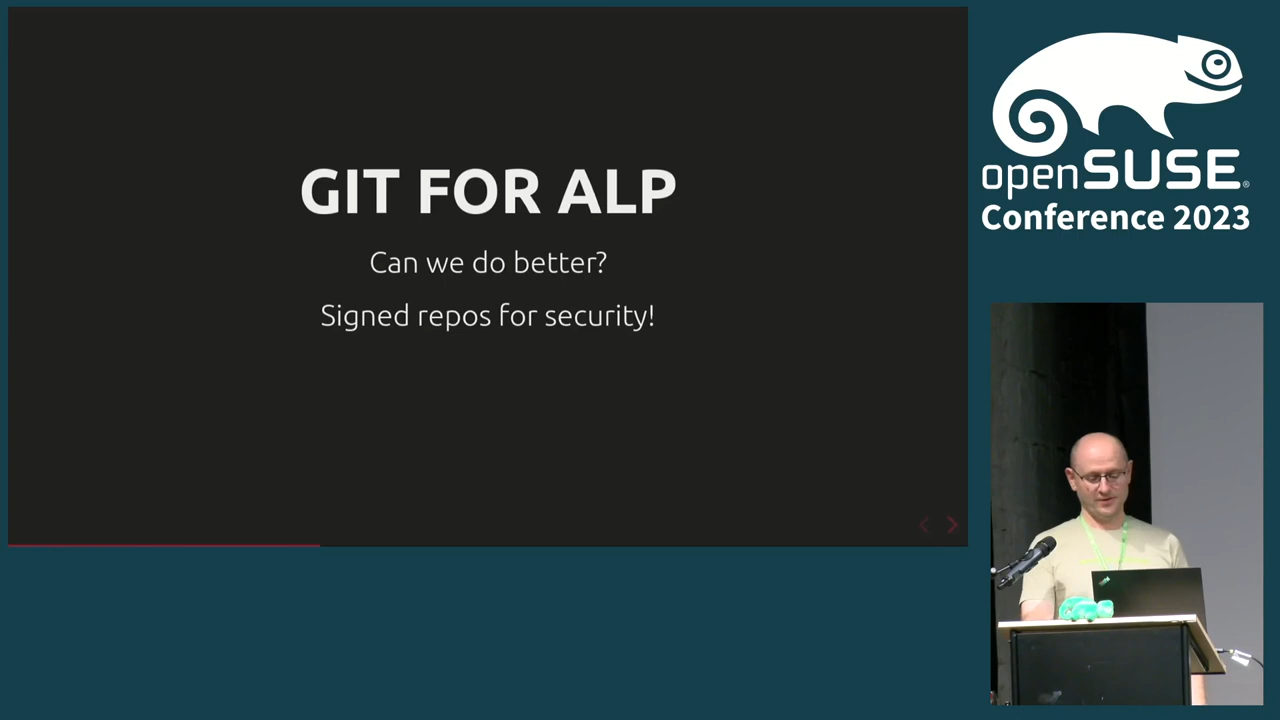 GIT FOR ALP
Can we do better?
Signed repos for security!
openSUSE®
Conference 2023